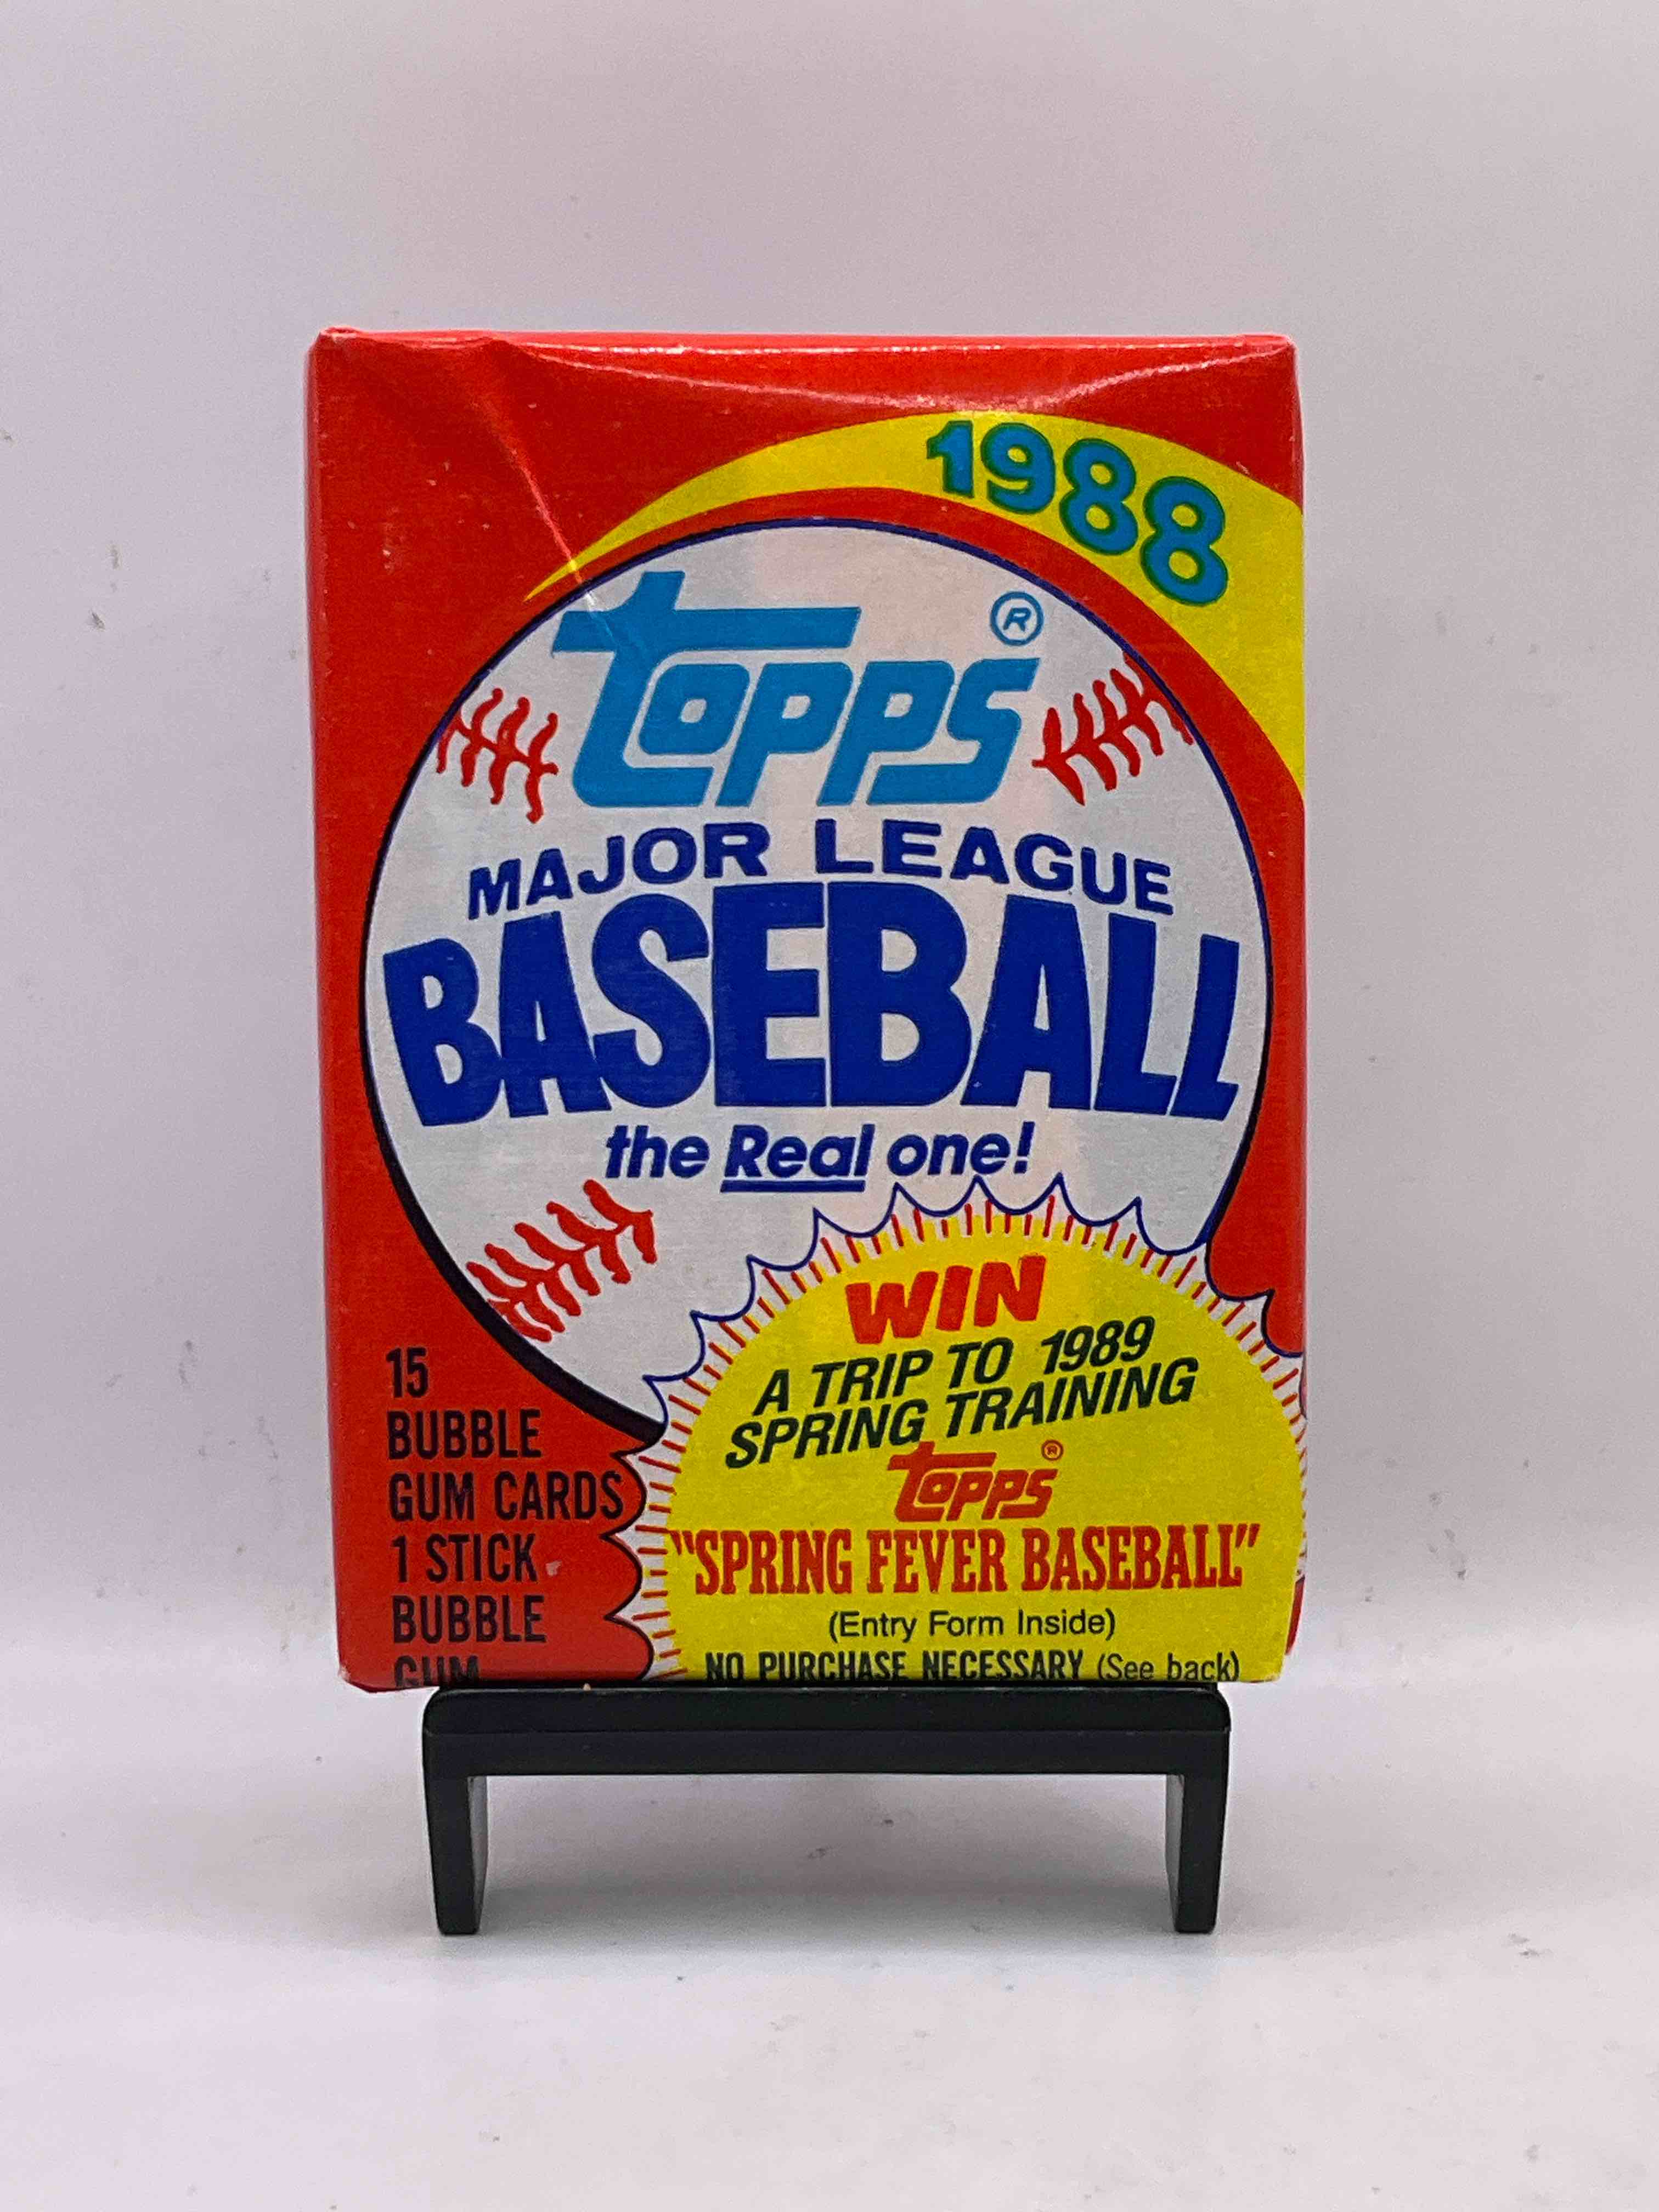 1988
Topps®
MAJOR LEAGUE
BASEBALL
the Real one!
15
BUBBLE
GUM CARDS
1 STICK
BUBBLE
GUM
WIN
A TRIP TO 1989
SPRING TRAINING
Topps®
"SPRING FEVER BASEBALL"
(Entry Form Inside)
NO PURCHASE NECESSARY (See back)